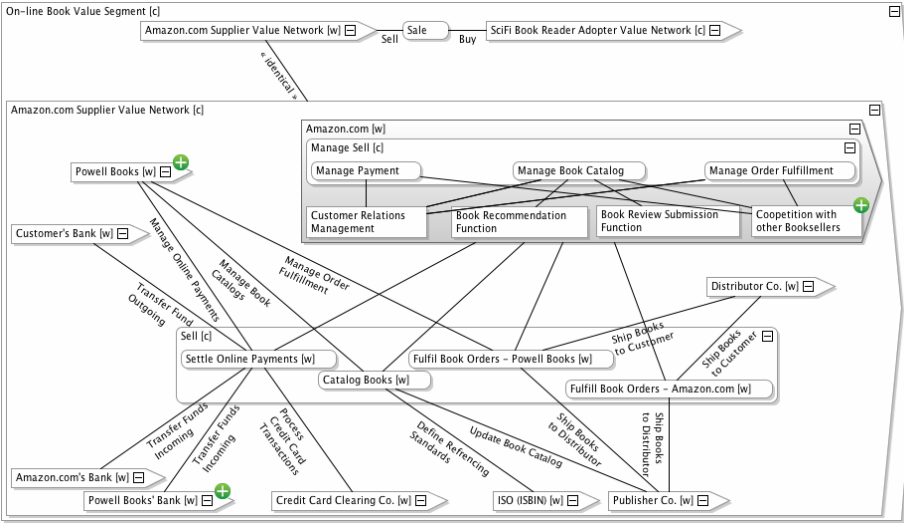 On-line Book Value Segment [c]
Amazon.com Supplier Value Network [w]
Sell
Sale
Buy
SciFi Book Reader Adopter Value Network [c]
« identical »
Amazon.com Supplier Value Network [c]
Amazon.com [w]
Manage Sell [c]
Manage Payment
Manage Book Catalog
Manage Order Fulfillment
Powell Books [w]
Customer Relations
Management
Book Recommendation
Function
Book Review Submission
Function
Coopetition with
other Booksellers
Customer's Bank [w]
Manage Online Payments
Manage Book
Catalogs
Manage Order
Fulfillment
Transfer Fund
Outgoing
Distributor Co. [w]
Sell [c]
Ship Books
to Customer
Ship Books
to Customer
Settle Online Payments [w]
Fulfil Book Orders - Powell Books [w]
Catalog Books [w]
Fulfill Book Orders - Amazon.com [w]
Transfer Funds
Incoming
Transfer Funds
Incoming
Process
Credit Card
Transactions
Define Refrencing
Standards
Update Book Catalog
Ship Books
to Distributor
Ship Books
to Distributor
Amazon.com's Bank [w]
Powell Books' Bank [w]
Credit Card Clearing Co. [w]
ISO (ISBIN) [w]
Publisher Co. [w]